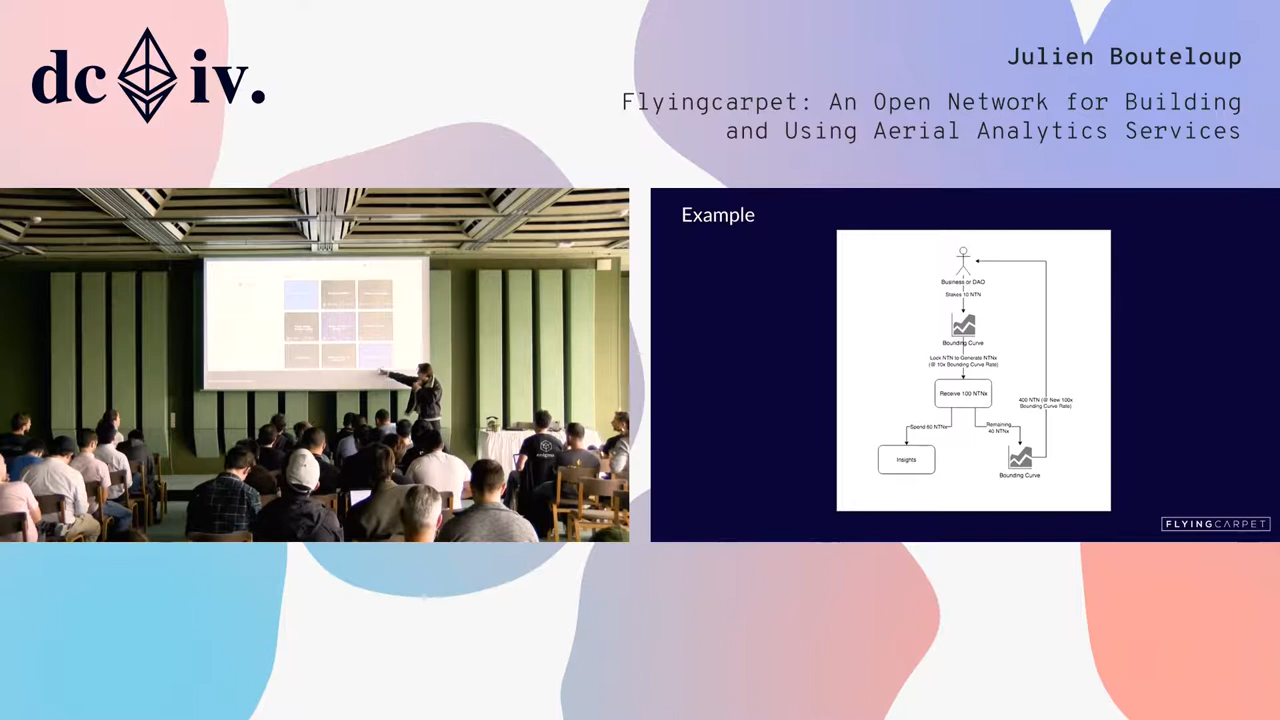 dc iv.
Julien Bouteloup
Flyingcarpet: An Open Network for Building
and Using Aerial Analytics Services
Example
Business or DAO
Stakes 10 NTN
Bounding Curve
Lock NTN to Generate NTNx
(@ 10x Bounding Curve Rate)
Receive 100 NTNx
Spend 60 NTNx
Remaining
40 NTNx
400 NTN (@ New 100x
Bounding Curve Rate)
Insights
Bounding Curve
FLYINGCARPET